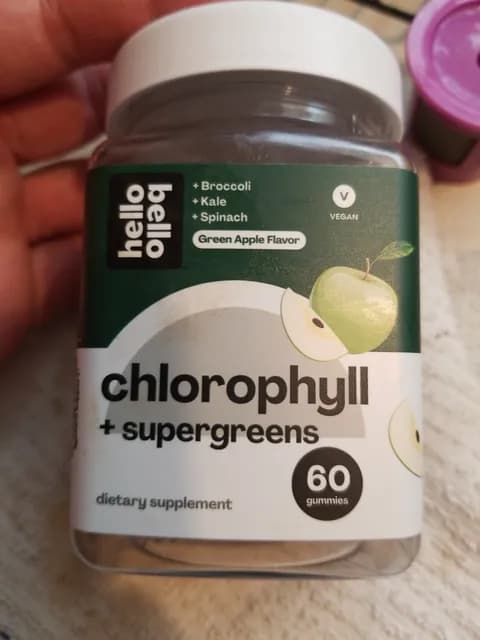 hello
bello
+ Broccoli
+ Kale
+ Spinach
Green Apple Flavor
V
VEGAN
chlorophyll
+ supergreens
60
gummies
dietary supplement